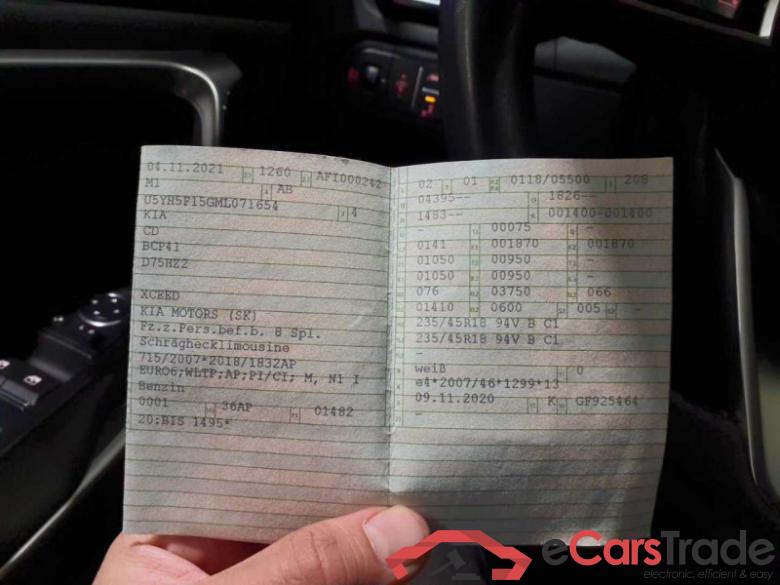 04.11.2021 1260 AFI000242
M1 AB
U5YH5F15GML071654 4
KIA
CD
BCP41
D75HZ2
XCEED
KIA MOTORS (SK)
Fz.z.Pers.bef.b. 8 Spl.
Schräghecklimousine
715/2007*2018/1832AP
EURO6;WLTP;AP;PI/CI; M, N1 I
Benzin
0001 36AP 01482
20:BIS 1495*
02 01 0118/05500 208
04395-- 1826--
1483-- 001400-001400
- 00075 -
0141 001870 001870
01050 00950 -
01050 00950 -
076 03750 066
01410 0600 005 -
235/45R18 94V B C1
235/45R18 94V B C1
-
weiß 0
e4*2007/46*1299*13
09.11.2020 K GF925464
-
eCarsTrade
electronic, efficient & easy